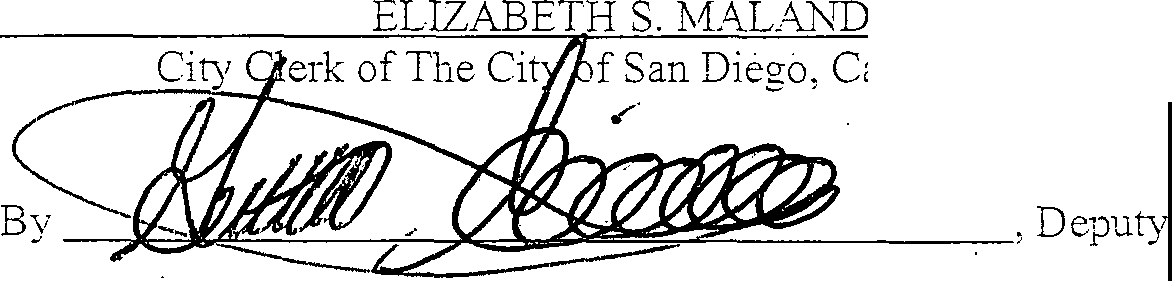 ELIZABETH S. MALAND
City Clerk of The City of San Diego, Ca
By , Deputy